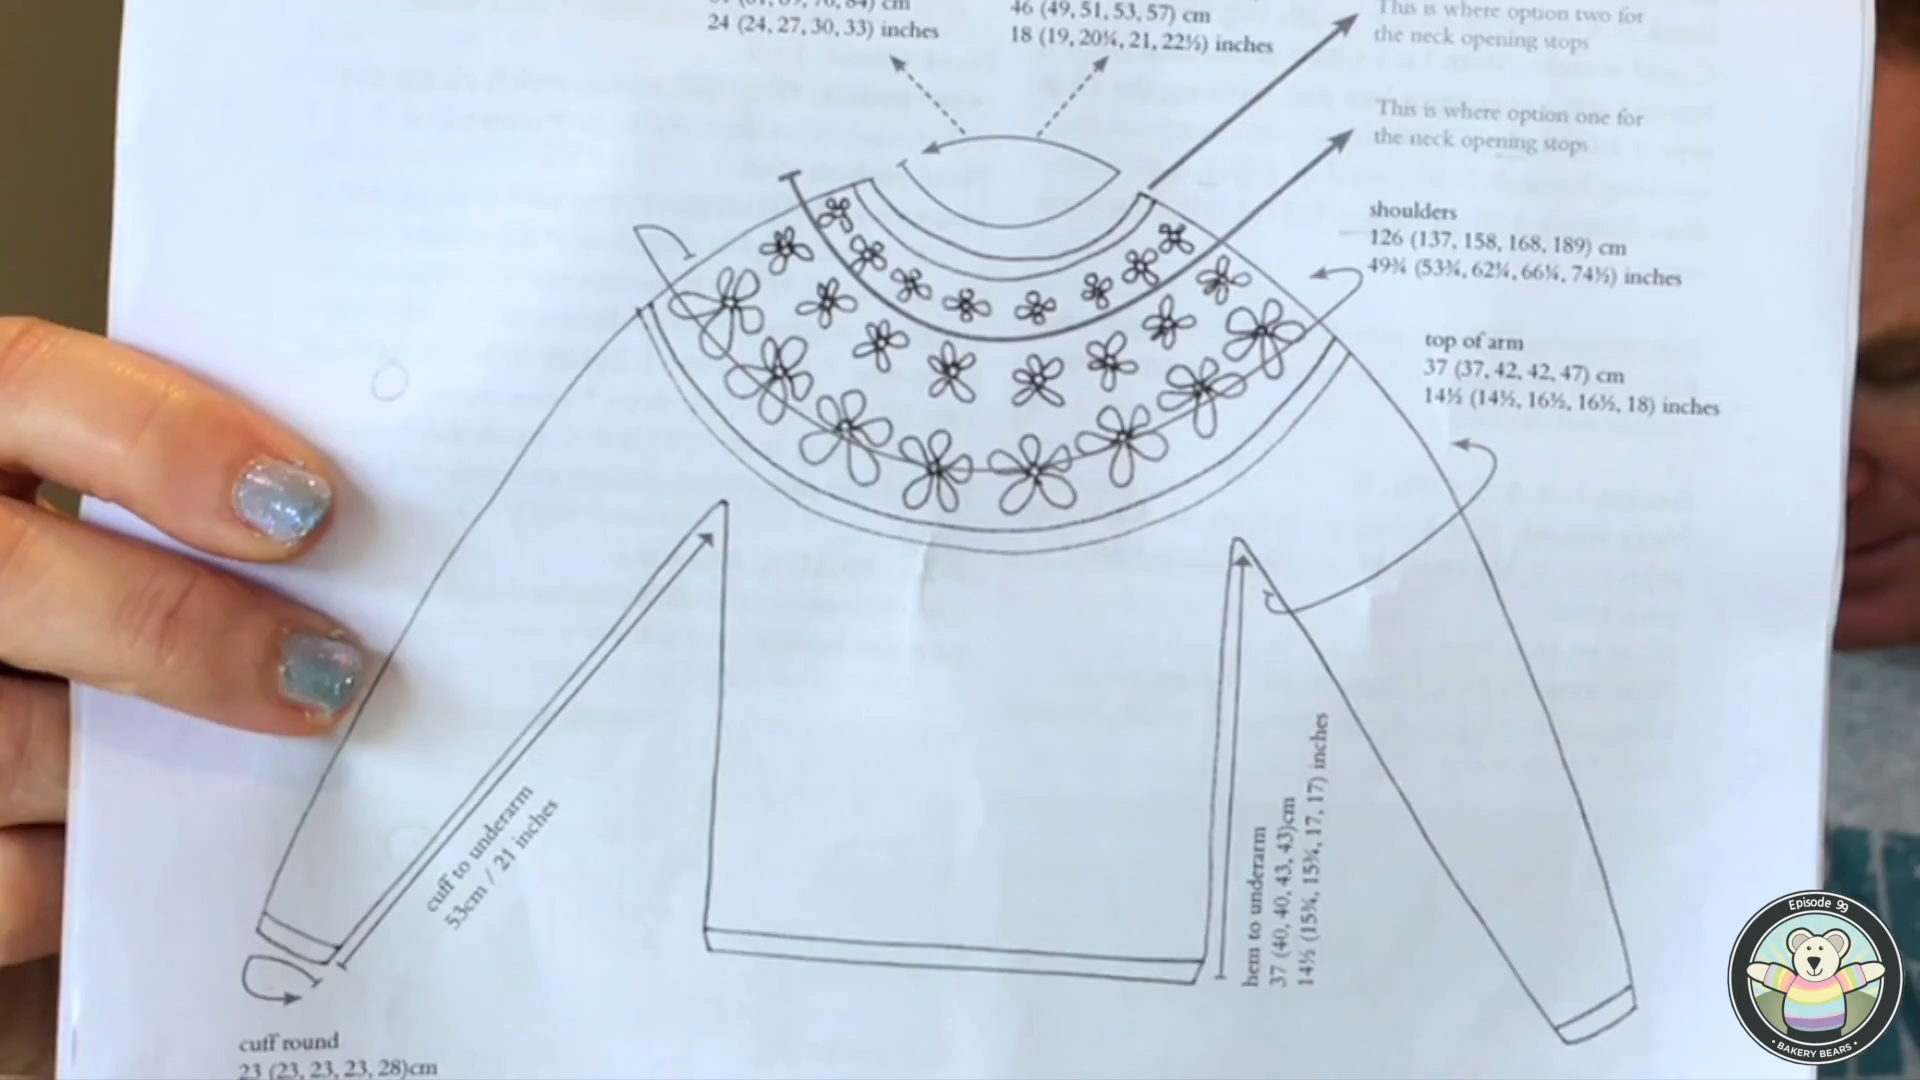 24 (24, 27, 30, 33) inches
46 (49, 51, 53, 57) cm
18 (19, 20¼, 21, 22½) inches
This is where option two for
the neck opening stops
This is where option one for
the neck opening stops
shoulders
126 (137, 158, 168, 189) cm
49¾ (53¾, 62¼, 66¼, 74½) inches
top of arm
37 (37, 42, 42, 47) cm
14½ (14½, 16½, 16½, 18) inches
cuff to underarm
53cm / 21 inches
hem to underarm
37 (40, 40, 43, 43)cm
14½ (15¾, 15¾, 17, 17) inches
cuff round
23 (23, 23, 23, 28)cm
Episode 99
• BAKERY BEARS •